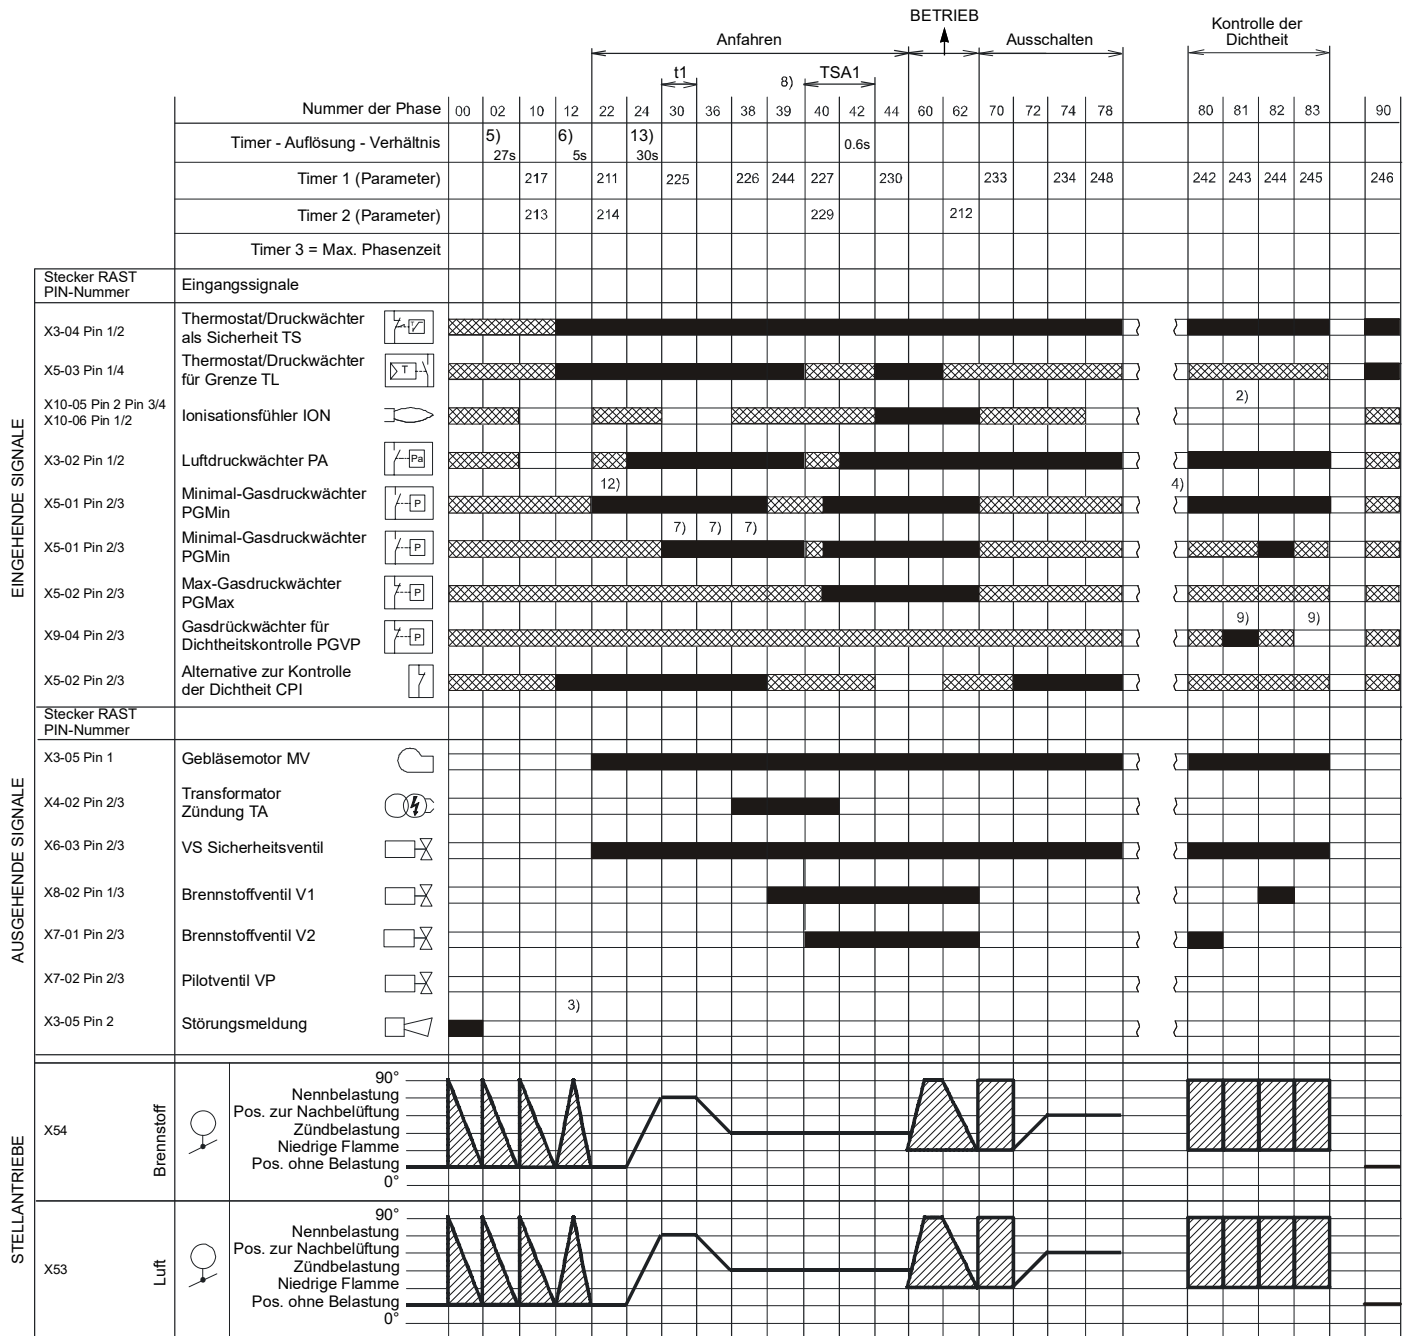 BETRIEB
Anfahren
Ausschalten
Kontrolle der
Dichtheit
t1
8)
TSA1
Nummer der Phase 00 02 10 12 22 24 30 36 38 39 40 42 44 60 62 70 72 74 78 80 81 82 83 90
Timer - Auflösung - Verhältnis 5) 27s 6) 5s 13) 30s 0.6s
Timer 1 (Parameter) 217 211 225 226 244 227 230 233 234 248 242 243 244 245 246
Timer 2 (Parameter) 213 214 229 212
Timer 3 = Max. Phasenzeit
EINGEHENDE SIGNALE
Stecker RAST
PIN-Nummer
Eingangssignale
X3-04 Pin 1/2
Thermostat/Druckwächter
als Sicherheit TS
X5-03 Pin 1/4
Thermostat/Druckwächter
für Grenze TL
T
2)
X10-05 Pin 2 Pin 3/4
X10-06 Pin 1/2
Ionisationsfühler ION
X3-02 Pin 1/2
Luftdruckwächter PA
Pa
12)
4)
X5-01 Pin 2/3
Minimal-Gasdruckwächter
PGMin
P
7) 7) 7)
X5-01 Pin 2/3
Minimal-Gasdruckwächter
PGMin
P
X5-02 Pin 2/3
Max-Gasdruckwächter
PGMax
P
9) 9)
X9-04 Pin 2/3
Gasdrückwächter für
Dichtheitskontrolle PGVP
P
X5-02 Pin 2/3
Alternative zur Kontrolle
der Dichtheit CPI
AUSGEHENDE SIGNALE
Stecker RAST
PIN-Nummer
X3-05 Pin 1
Gebläsemotor MV
X4-02 Pin 2/3
Transformator
Zündung TA
X6-03 Pin 2/3
VS Sicherheitsventil
X8-02 Pin 1/3
Brennstoffventil V1
X7-01 Pin 2/3
Brennstoffventil V2
X7-02 Pin 2/3
Pilotventil VP
3)
X3-05 Pin 2
Störungsmeldung
STELLANTRIEBE
X54
Brennstoff
90°
Nennbelastung
Pos. zur Nachbelüftung
Zündbelastung
Niedrige Flamme
Pos. ohne Belastung
0°
X53
Luft
90°
Nennbelastung
Pos. zur Nachbelüftung
Zündbelastung
Niedrige Flamme
Pos. ohne Belastung
0°